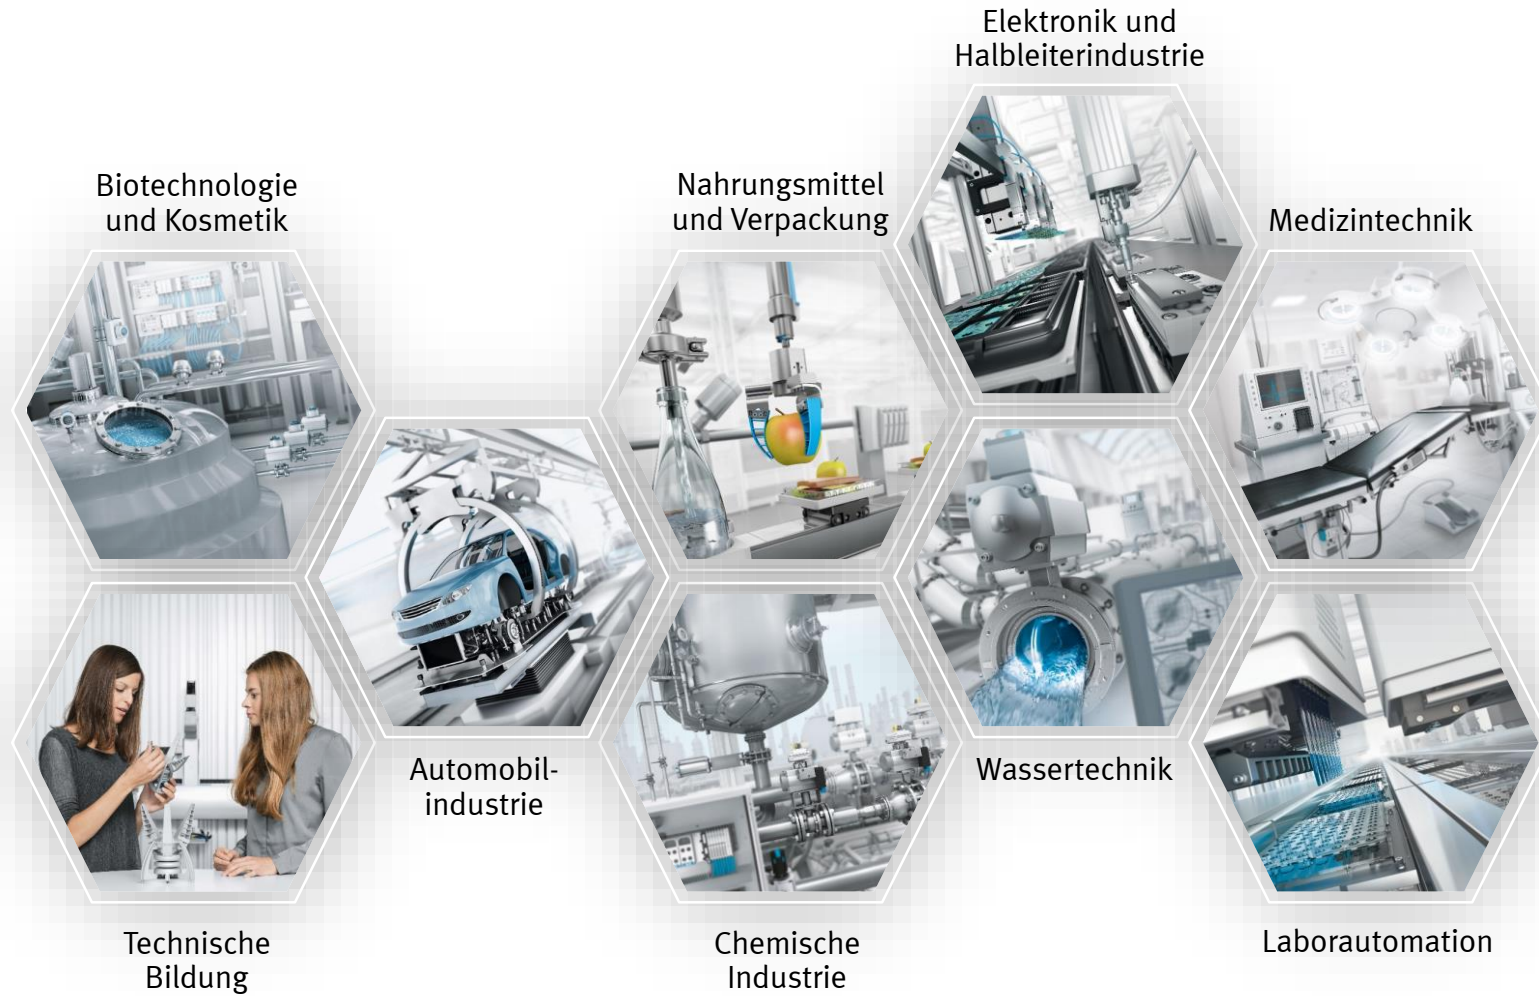 Elektronik und
Halbleiterindustrie
Biotechnologie
und Kosmetik
Nahrungsmittel
und Verpackung
Medizintechnik
Automobil-
industrie
Wassertechnik
Technische
Bildung
Chemische
Industrie
Laborautomation